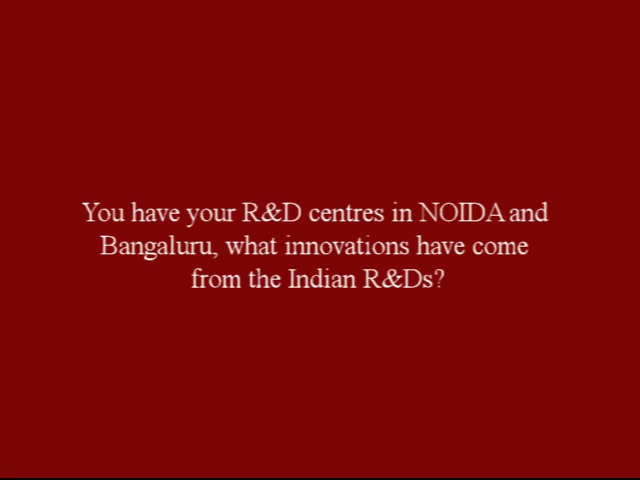 You have your R&D centres in NOIDA and
Bangaluru, what innovations have come
from the Indian R&Ds?